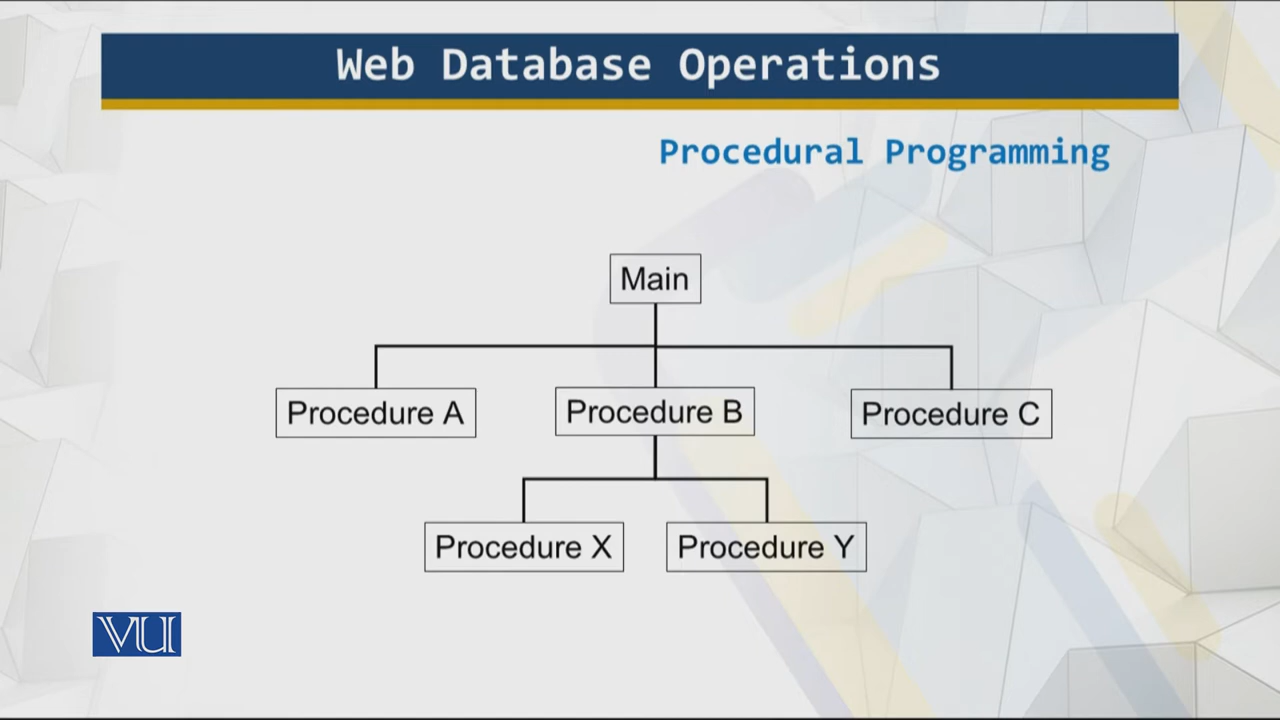 Web Database Operations
Procedural Programming
Main
Procedure A
Procedure B
Procedure C
Procedure X
Procedure Y
VU